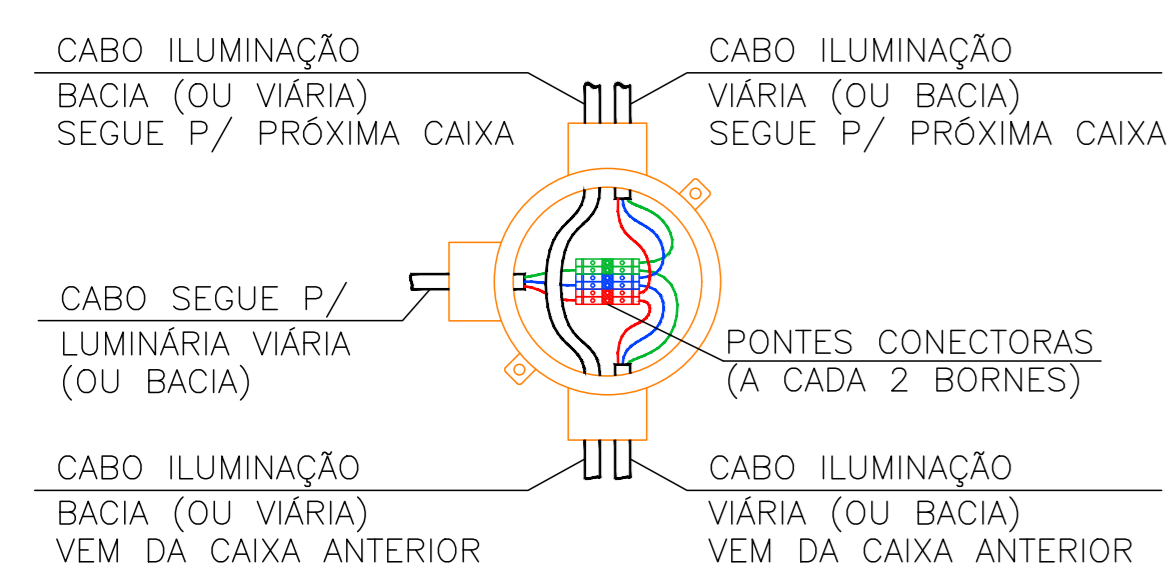 CABO ILUMINAÇÃO
BACIA (OU VIÁRIA)
SEGUE P/ PRÓXIMA CAIXA
CABO ILUMINAÇÃO
VIÁRIA (OU BACIA)
SEGUE P/ PRÓXIMA CAIXA
CABO SEGUE P/
LUMINÁRIA VIÁRIA
(OU BACIA)
PONTES CONECTORAS
(A CADA 2 BORNES)
CABO ILUMINAÇÃO
BACIA (OU VIÁRIA)
VEM DA CAIXA ANTERIOR
CABO ILUMINAÇÃO
VIÁRIA (OU BACIA)
VEM DA CAIXA ANTERIOR